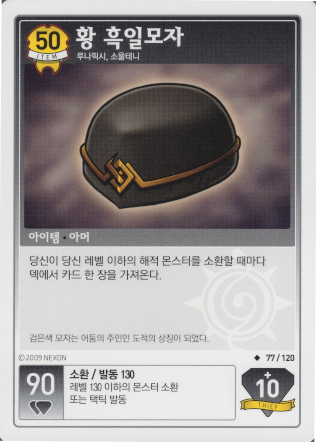 50
ITEM
황 흑일모자
루나픽시, 소울테니
아이템 · 아머
당신이 당신 레벨 이하의 해적 몬스터를 소환할 때마다
덱에서 카드 한 장을 가져온다.
검은색 모자는 어둠의 주인인 도적의 상징이 되었다.
©2009 NEXON
◆ 77 / 120
90
소환 / 발동 130
레벨 130 이하의 몬스터 소환
또는 택틱 발동
+
10
THIEF